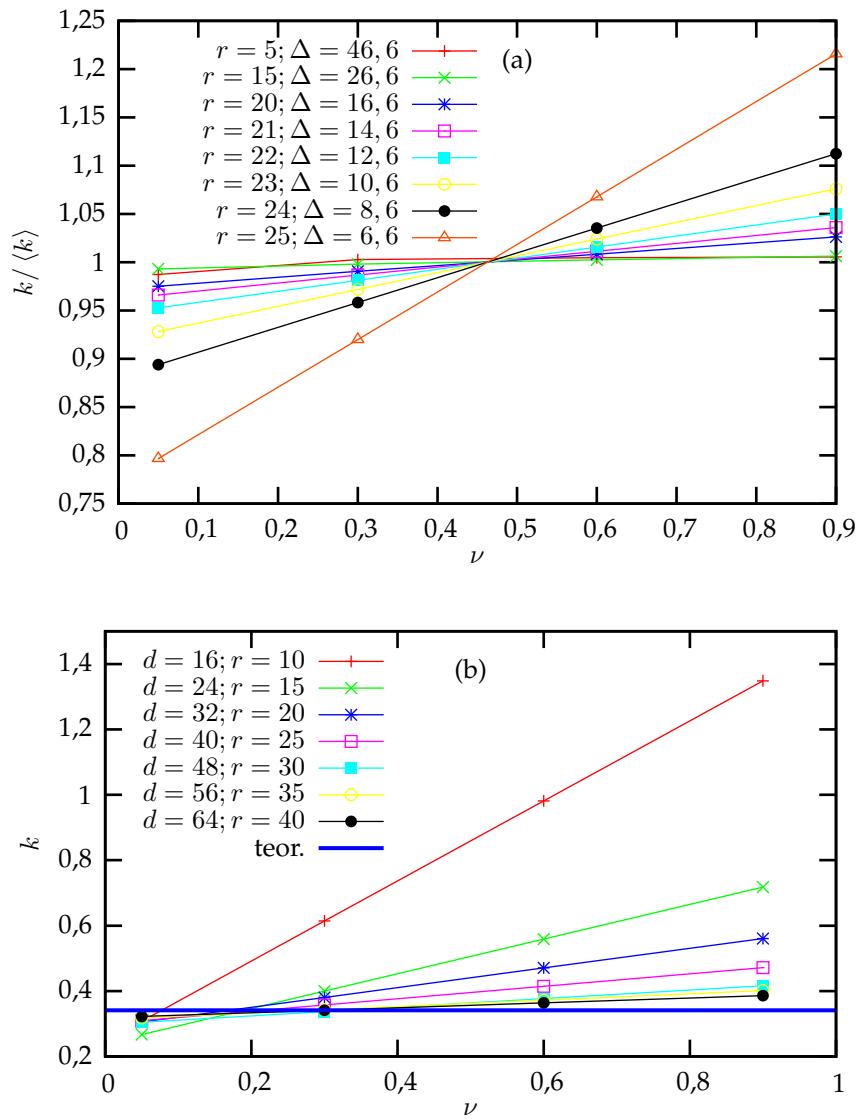 1,25
1,2
1,15
1,1
1,05
1
0,95
0,9
0,85
0,8
0,75
k/ ⟨k⟩
r = 5; Δ = 46, 6
r = 15; Δ = 26, 6
r = 20; Δ = 16, 6
r = 21; Δ = 14, 6
r = 22; Δ = 12, 6
r = 23; Δ = 10, 6
r = 24; Δ = 8, 6
r = 25; Δ = 6, 6
(a)
0 0,1 0,2 0,3 0,4 0,5 0,6 0,7 0,8 0,9
ν
1,4
1,2
1
0,8
0,6
0,4
0,2
k
d = 16; r = 10
d = 24; r = 15
d = 32; r = 20
d = 40; r = 25
d = 48; r = 30
d = 56; r = 35
d = 64; r = 40
teor.
(b)
0 0,2 0,4 0,6 0,8 1
ν